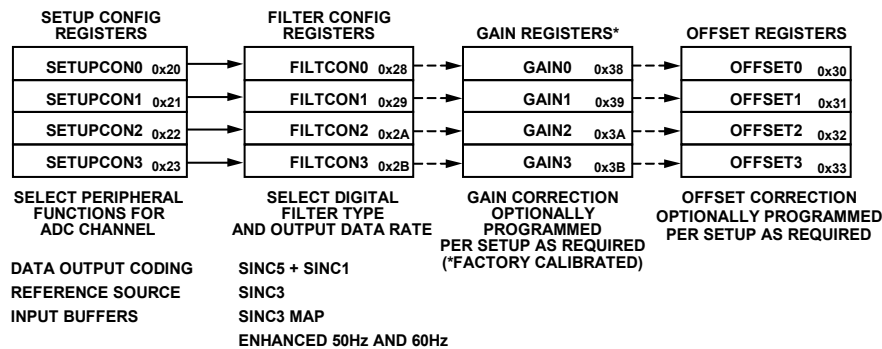 SETUP CONFIG
REGISTERS
SETUPCON0 0x20
SETUPCON1 0x21
SETUPCON2 0x22
SETUPCON3 0x23
SELECT PERIPHERAL
FUNCTIONS FOR
ADC CHANNEL
DATA OUTPUT CODING
REFERENCE SOURCE
INPUT BUFFERS
FILTER CONFIG
REGISTERS
FILTCON0 0x28
FILTCON1 0x29
FILTCON2 0x2A
FILTCON3 0x2B
SELECT DIGITAL
FILTER TYPE
AND OUTPUT DATA RATE
SINC5 + SINC1
SINC3
SINC3 MAP
ENHANCED 50Hz AND 60Hz
GAIN REGISTERS*
GAIN0 0x38
GAIN1 0x39
GAIN2 0x3A
GAIN3 0x3B
GAIN CORRECTION
OPTIONALLY
PROGRAMMED
PER SETUP AS REQUIRED
(*FACTORY CALIBRATED)
OFFSET REGISTERS
OFFSET0 0x30
OFFSET1 0x31
OFFSET2 0x32
OFFSET3 0x33
OFFSET CORRECTION
OPTIONALLY PROGRAMMED
PER SETUP AS REQUIRED